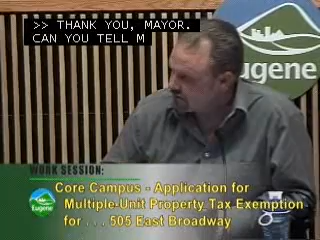 >> THANK YOU, MAYOR.
CAN YOU TELL M
Eugene
WORK SESSION:
Eugene
Core Campus - Application for
Multiple-Unit Property Tax Exemption
for . . . 505 East Broadway